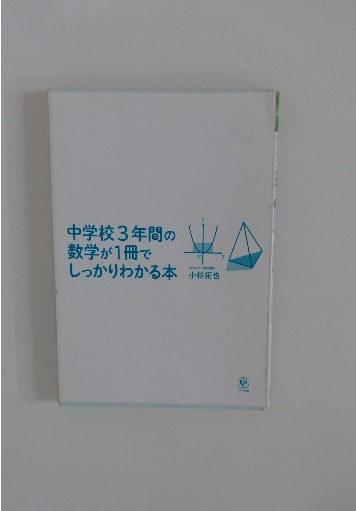 中学校3年間の
数学が1冊で
しっかりわかる本
小杉拓也